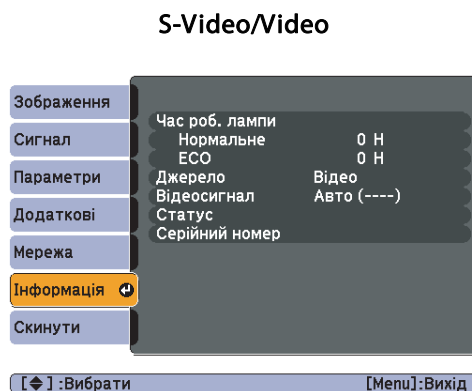 S-Video/Video
Зображення
Сигнал
Параметри
Додаткові
Мережа
Інформація
Скинути
Час роб. лампи
Нормальне 0 H
ECO 0 H
Джерело Відео
Відеосигнал Авто (----)
Статус
Серійний номер
[◆] :Вибрати [Menu]:Вихід